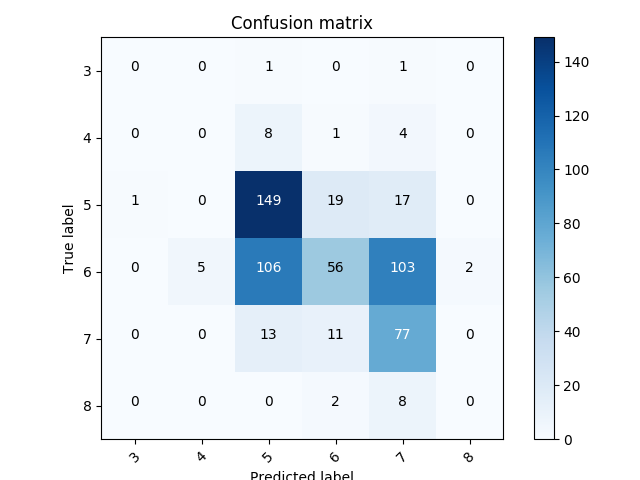 Confusion matrix
True label
3 0 0 1 0 1 0
4 0 0 8 1 4 0
5 1 0 149 19 17 0
6 0 5 106 56 103 2
7 0 0 13 11 77 0
8 0 0 0 2 8 0
3 4 5 6 7 8
Predicted label
140
120
100
80
60
40
20
0